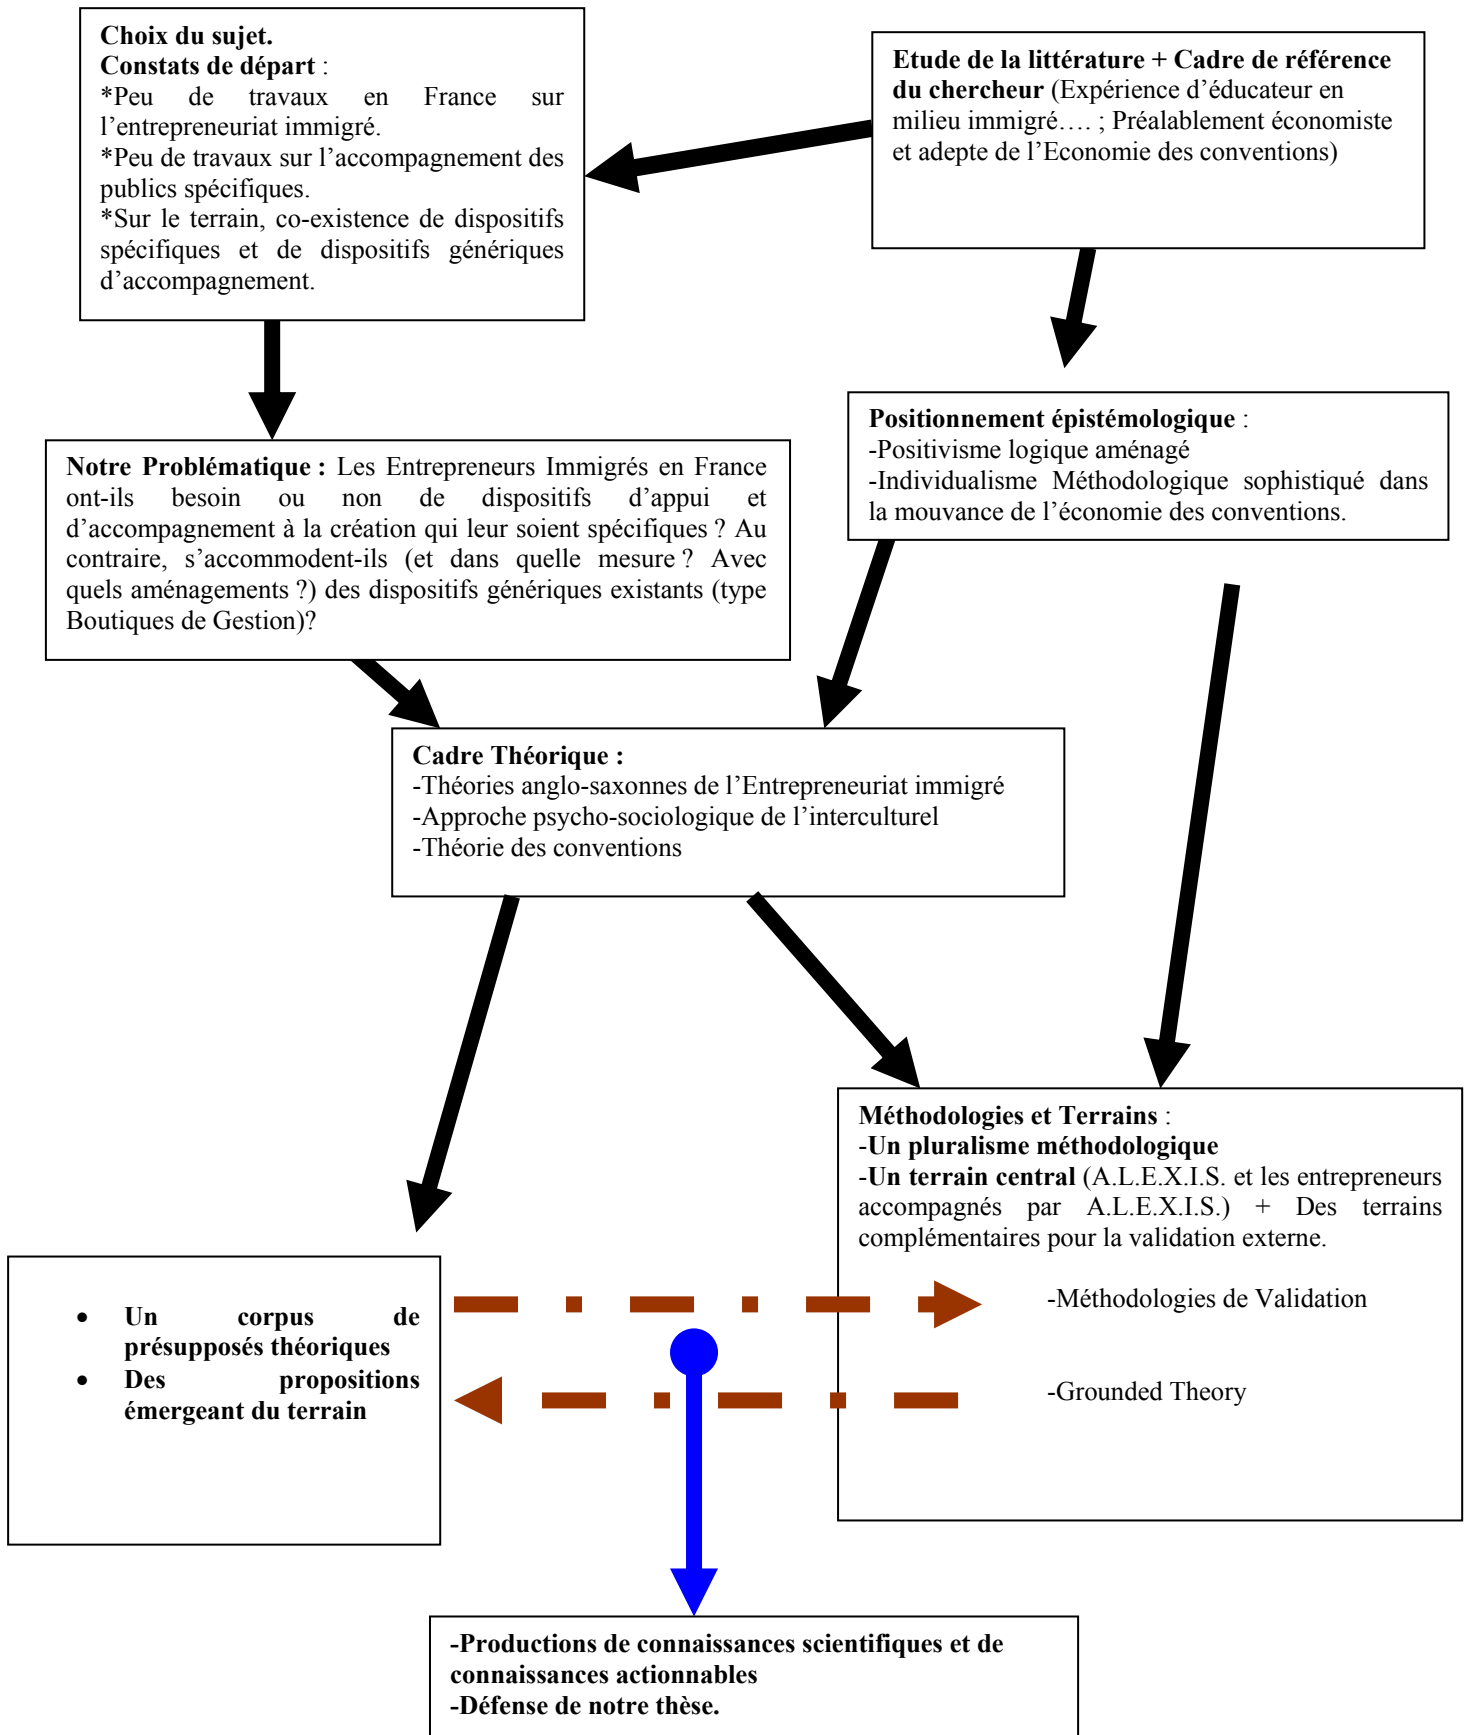 Choix du sujet.
Constats de départ :
*Peu de travaux en France sur
l’entrepreneuriat immigré.
*Peu de travaux sur l’accompagnement des
publics spécifiques.
*Sur le terrain, co-existence de dispositifs
spécifiques et de dispositifs génériques
d’accompagnement.
Etude de la littérature + Cadre de référence
du chercheur (Expérience d’éducateur en
milieu immigré…. ; Préalablement économiste
et adepte de l’Economie des conventions)
Positionnement épistémologique :
-Positivisme logique aménagé
-Individualisme Méthodologique sophistiqué dans
la mouvance de l’économie des conventions.
Notre Problématique : Les Entrepreneurs Immigrés en France
ont-ils besoin ou non de dispositifs d’appui et
d’accompagnement à la création qui leur soient spécifiques ? Au
contraire, s’accommodent-ils (et dans quelle mesure ? Avec
quels aménagements ?) des dispositifs génériques existants (type
Boutiques de Gestion)?
Cadre Théorique :
-Théories anglo-saxonnes de l’Entrepreneuriat immigré
-Approche psycho-sociologique de l’interculturel
-Théorie des conventions
Méthodologies et Terrains :
-Un pluralisme méthodologique
-Un terrain central (A.L.E.X.I.S. et les entrepreneurs
accompagnés par A.L.E.X.I.S.) + Des terrains
complémentaires pour la validation externe.
-Méthodologies de Validation
-Grounded Theory
• Un corpus de
présupposés théoriques
• Des propositions
émergeant du terrain
-Productions de connaissances scientifiques et de
connaissances actionnables
-Défense de notre thèse.